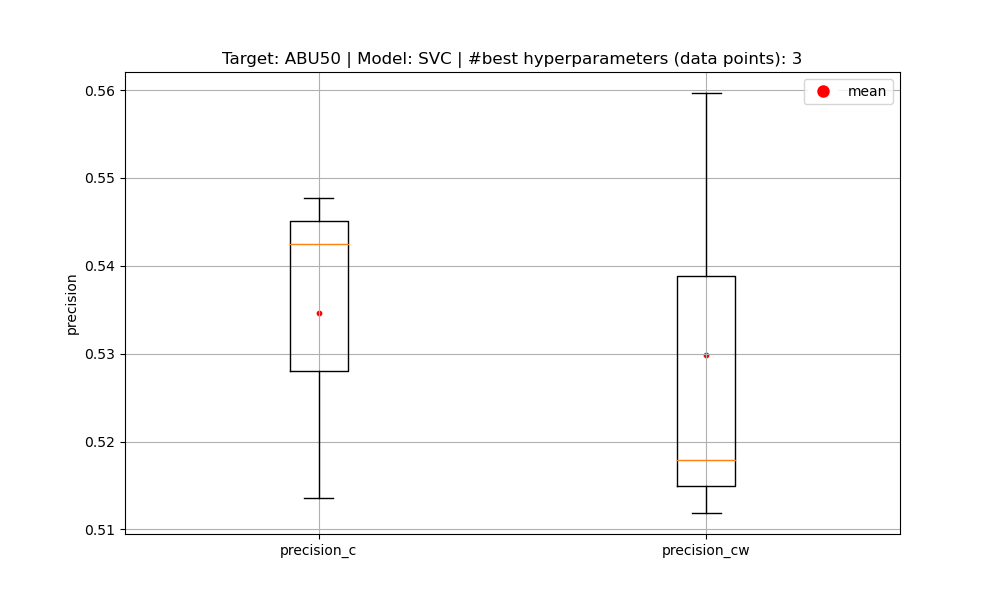 Target: ABU50 | Model: SVC | #best hyperparameters (data points): 3
mean
0.56
0.55
0.54
0.53
0.52
0.51
precision
precision_c
precision_cw